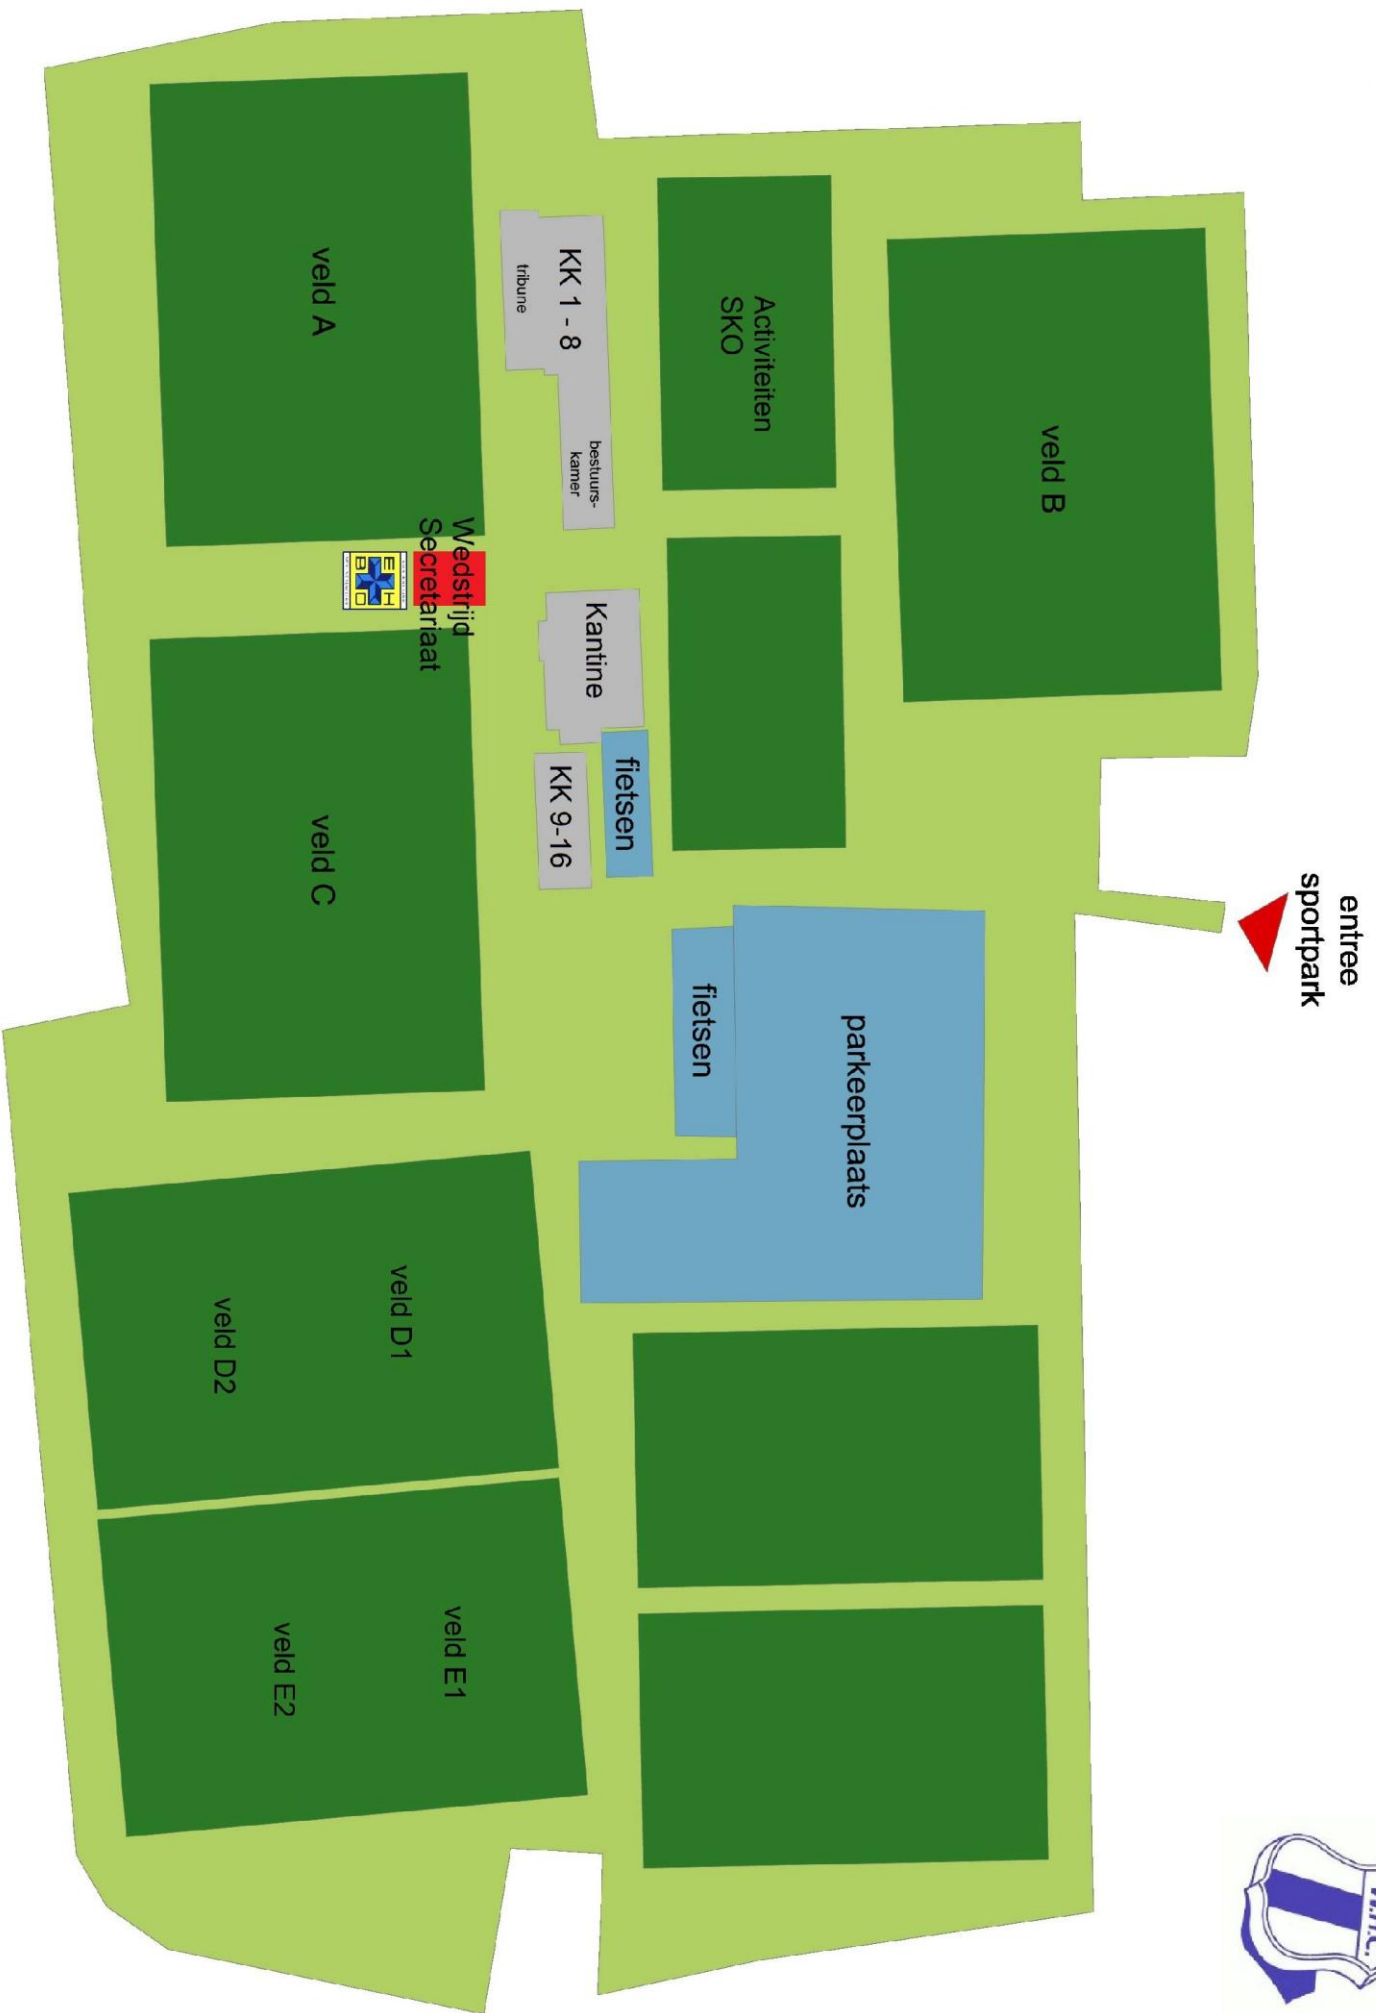 entree
sportpark
veld B
Activiteiten
SKO
parkeerplaats
fietsen
fietsen
KK 1 - 8
bestuurs-
kamer
tribune
Kantine
KK 9-16
Wedstrijd
Secretariaat
E H
B O
veld A
veld C
veld D1
veld D2
veld E1
veld E2